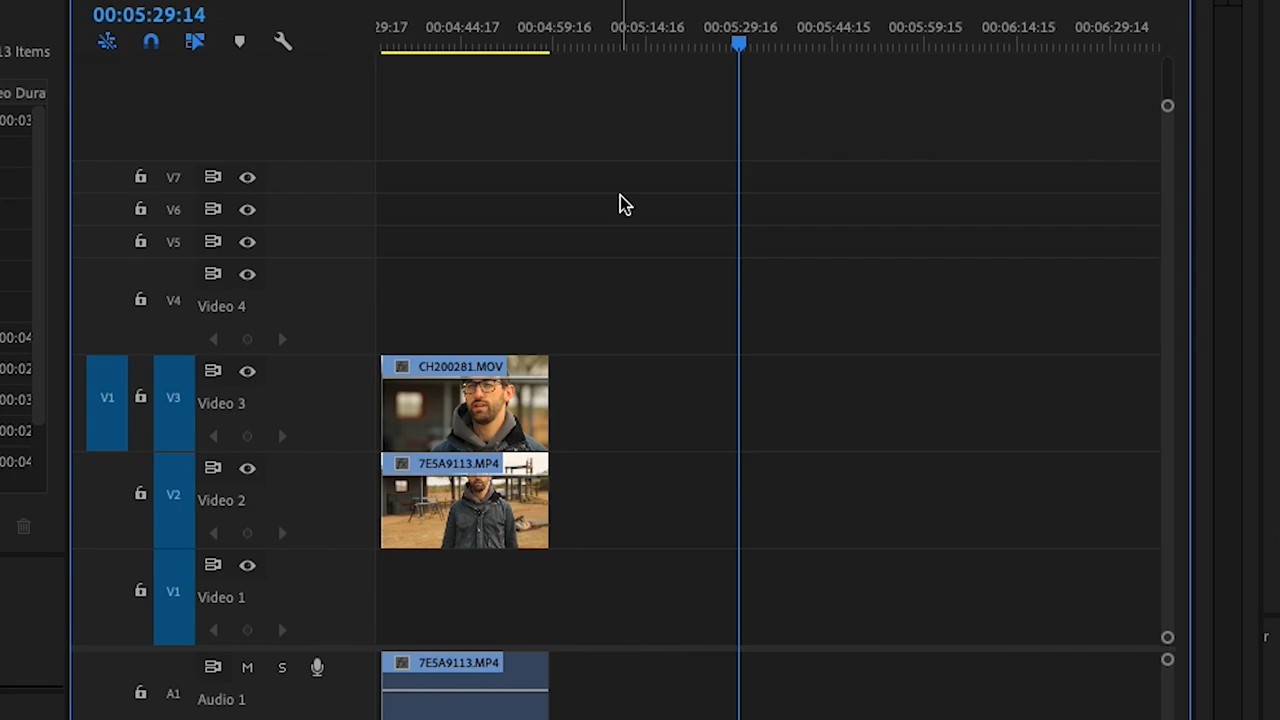 00:05:29:14
29:17 00:04:44:17 00:04:59:16 00:05:14:16 00:05:29:16 00:05:44:15 00:05:59:15 00:06:14:15 00:06:29:14
13 Items
eo Dura
00:03
V7
V6
V5
V4 Video 4
00:04
00:02
00:03
00:02
00:04
CH200281.MOV
V1 V3 Video 3
7E5A9113.MP4
V2 Video 2
V1 Video 1
7E5A9113.MP4
M S
A1 Audio 1
r